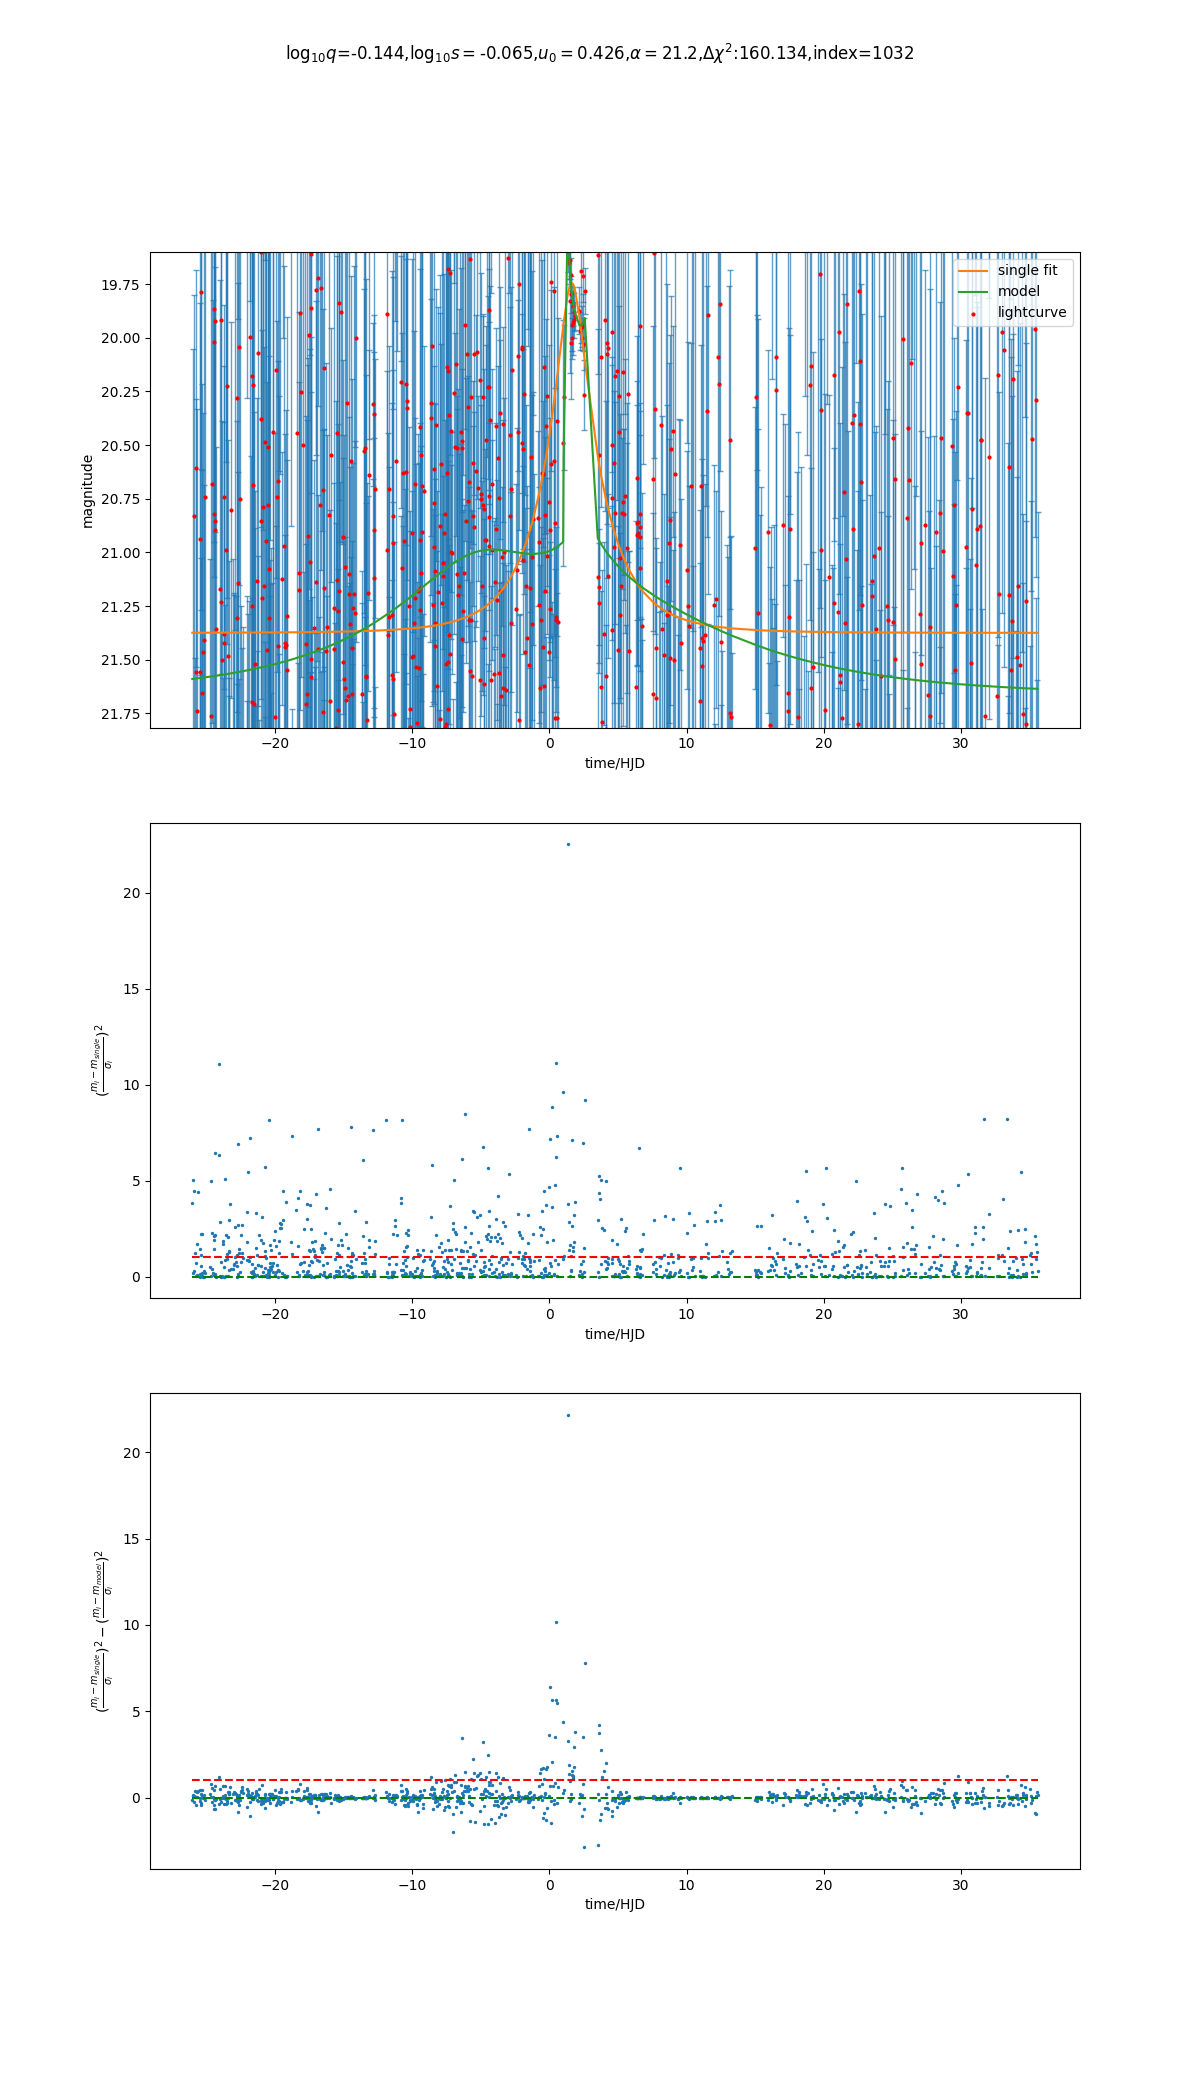 log₁₀q=-0.144,log₁₀s = -0.065,u₀ = 0.426,α = 21.2,Δχ²:160.134,index=1032
single fit
model
lightcurve
19.75
20.00
20.25
20.50
20.75
21.00
21.25
21.50
21.75
magnitude
−20 −10 0 10 20 30
time/HJD
20
15
10
5
0
(mᵢ − m_single / σᵢ)²
−20 −10 0 10 20 30
time/HJD
20
15
10
5
0
(mᵢ − m_single / σᵢ)² − (mᵢ − m_model / σᵢ)²
−20 −10 0 10 20 30
time/HJD